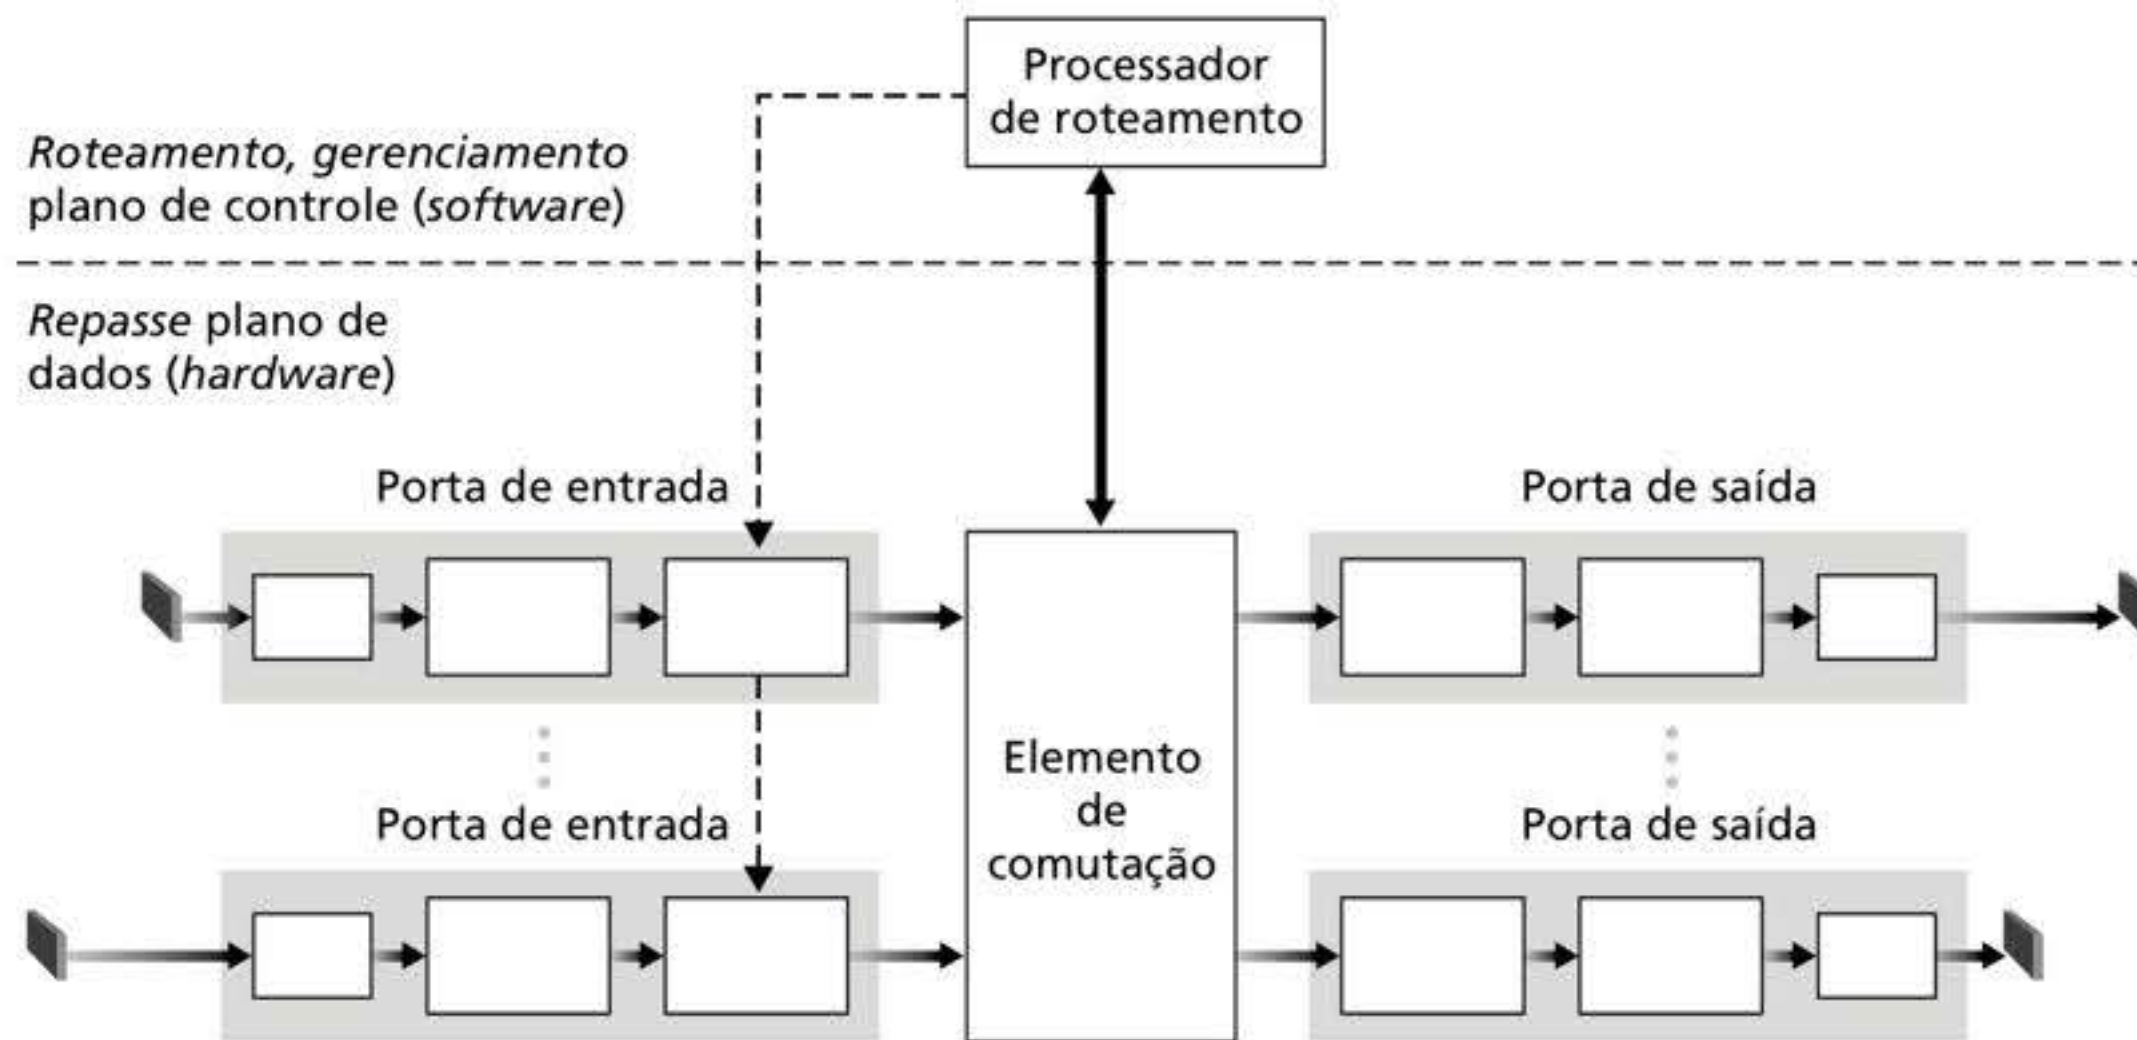 Processador
de roteamento
Roteamento, gerenciamento
plano de controle (software)
Repasse plano de
dados (hardware)
Porta de entrada
Porta de saída
Elemento
de
comutação
Porta de entrada
Porta de saída